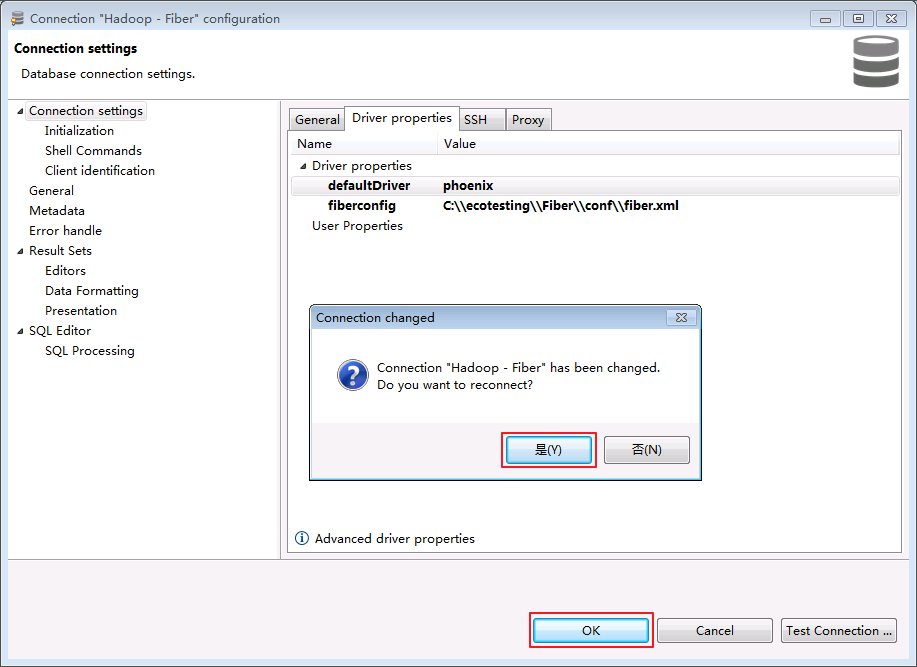 Connection "Hadoop - Fiber" configuration
Connection settings
Database connection settings.
Connection settings
Initialization
Shell Commands
Client identification
General
Metadata
Error handle
Result Sets
Editors
Data Formatting
Presentation
SQL Editor
SQL Processing
General Driver properties SSH Proxy
Name Value
Driver properties
defaultDriver phoenix
fiberconfig C:\\ecotesting\\Fiber\\conf\\fiber.xml
User Properties
Connection changed
Connection "Hadoop - Fiber" has been changed.
Do you want to reconnect?
是(Y) 否(N)
Advanced driver properties
OK Cancel Test Connection ...